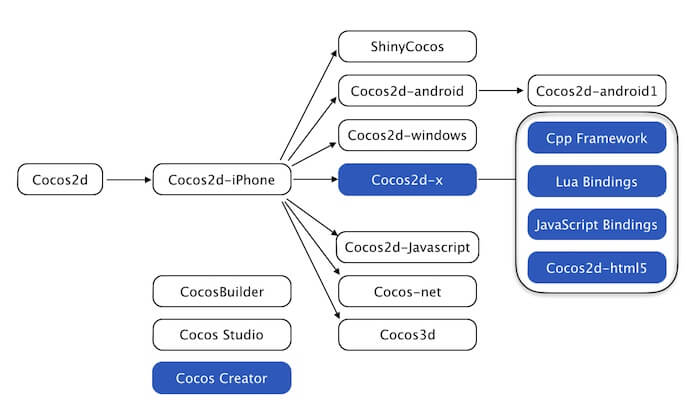 ShinyCocos
Cocos2d-android
Cocos2d-android1
Cocos2d-windows
Cpp Framework
Cocos2d
Cocos2d-iPhone
Cocos2d-x
Lua Bindings
JavaScript Bindings
Cocos2d-Javascript
Cocos2d-html5
CocosBuilder
Cocos-net
Cocos Studio
Cocos3d
Cocos Creator